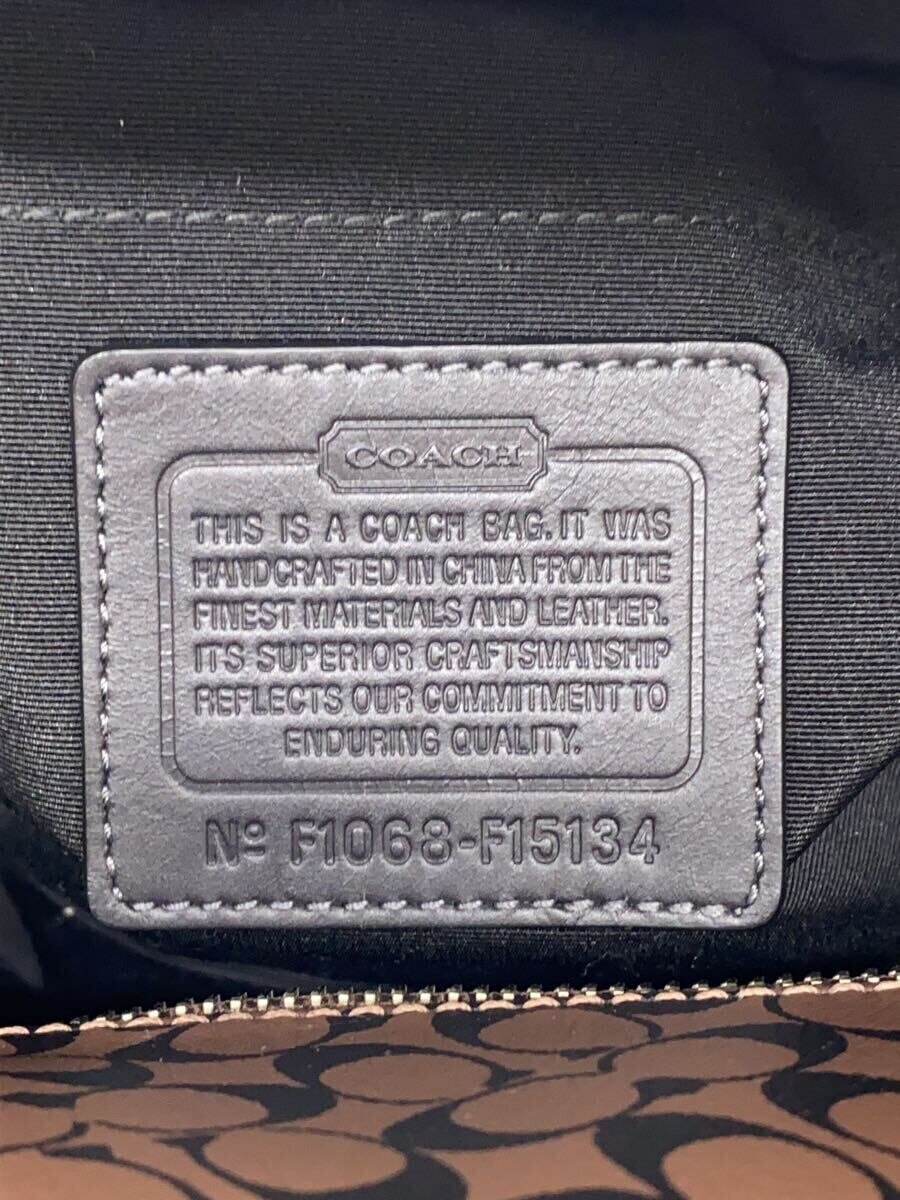 COACH
THIS IS A COACH BAG. IT WAS
HANDCRAFTED IN CHINA FROM THE
FINEST MATERIALS AND LEATHER.
ITS SUPERIOR CRAFTSMANSHIP
REFLECTS OUR COMMITMENT TO
ENDURING QUALITY.
Nº F1068-F15134